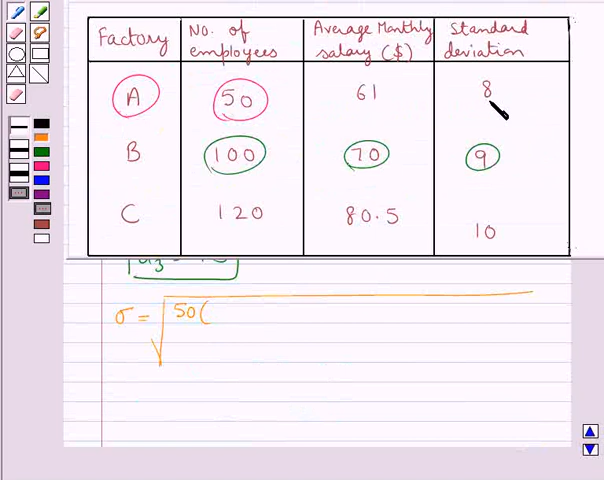 Factory No. of employees Average Monthly salary ($) Standard deviation
A 50 61 8
B 100 70 9
C 120 80.5 10
σ = √50(